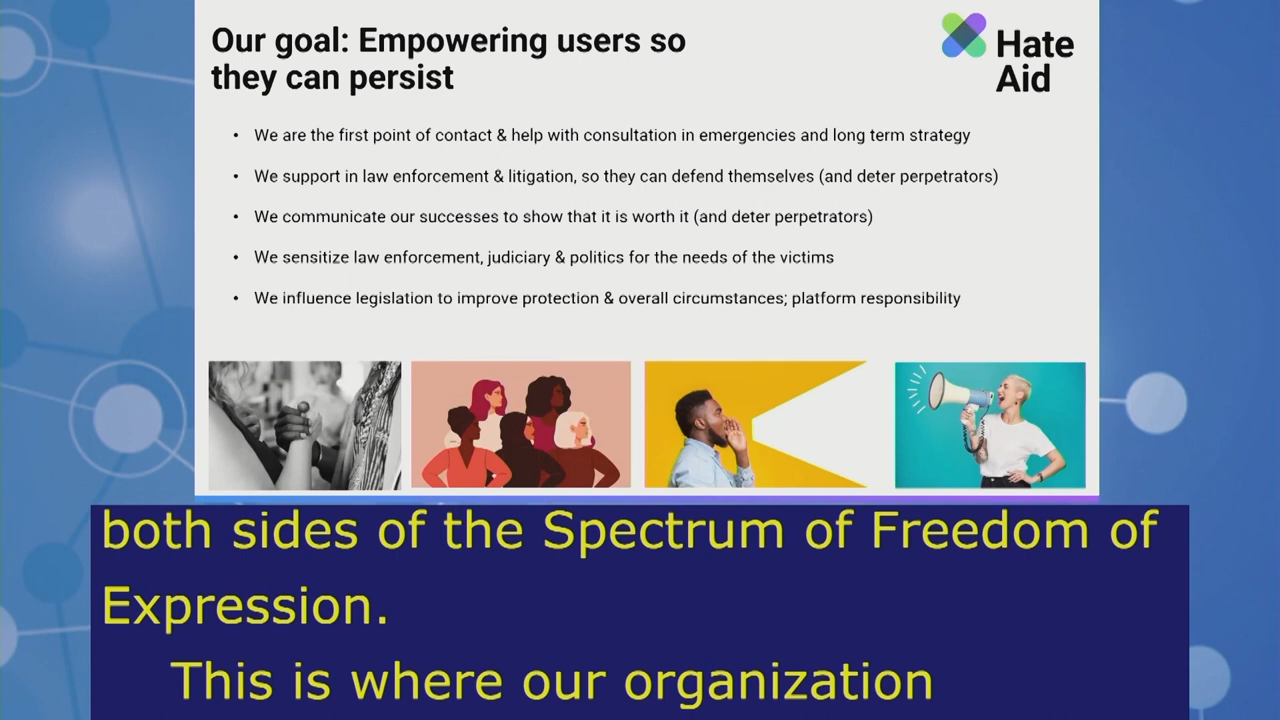 Our goal: Empowering users so
they can persist
Hate
Aid
• We are the first point of contact & help with consultation in emergencies and long term strategy
• We support in law enforcement & litigation, so they can defend themselves (and deter perpetrators)
• We communicate our successes to show that it is worth it (and deter perpetrators)
• We sensitize law enforcement, judiciary & politics for the needs of the victims
• We influence legislation to improve protection & overall circumstances; platform responsibility
both sides of the Spectrum of Freedom of
Expression.
This is where our organization